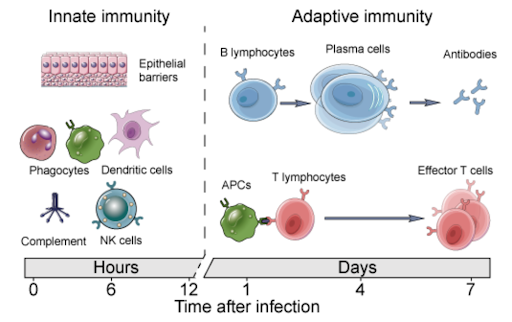 Innate immunity
Adaptive immunity
Epithelial
barriers
Phagocytes
Dendritic cells
Complement
NK cells
B lymphocytes
Plasma cells
Antibodies
APCs
T lymphocytes
Effector T cells
Hours
Days
0
6
12
1
4
7
Time after infection